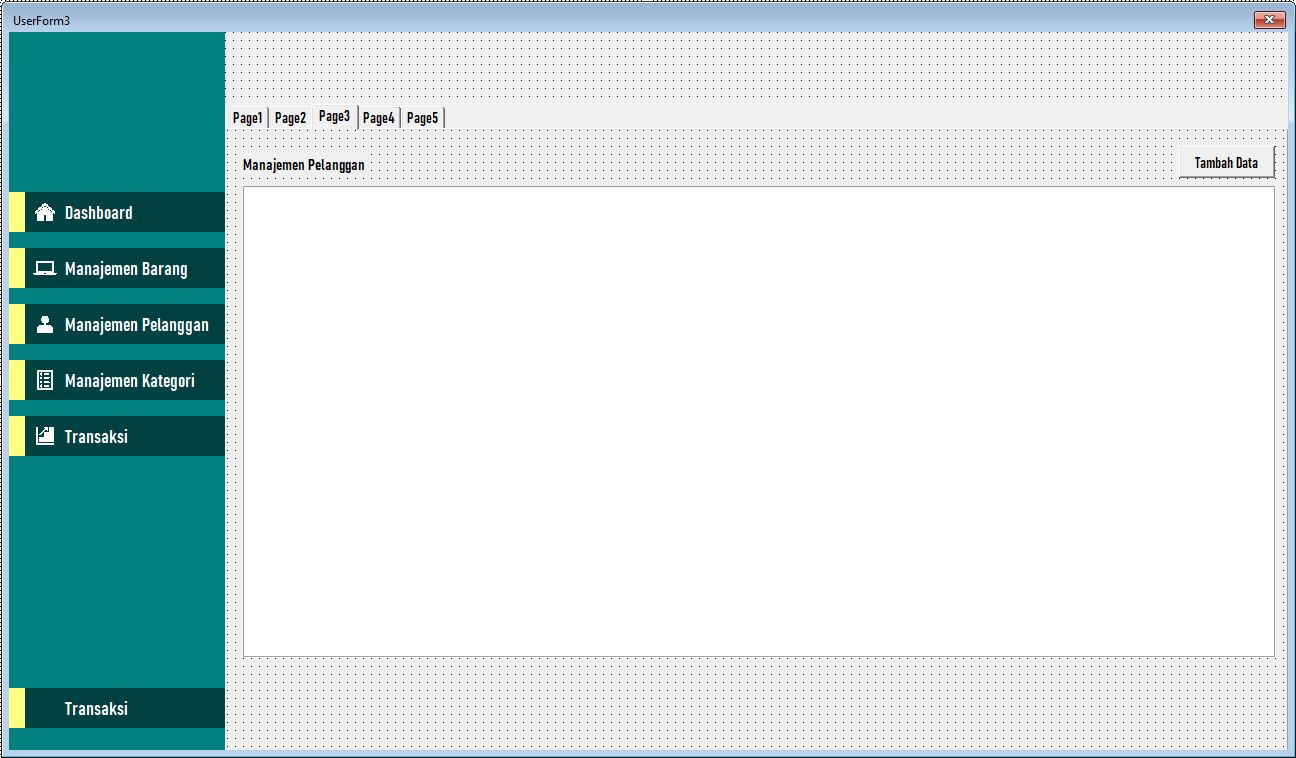 UserForm3
Page1 Page2 Page3 Page4 Page5
Manajemen Pelanggan
Tambah Data
Dashboard
Manajemen Barang
Manajemen Pelanggan
Manajemen Kategori
Transaksi
Transaksi